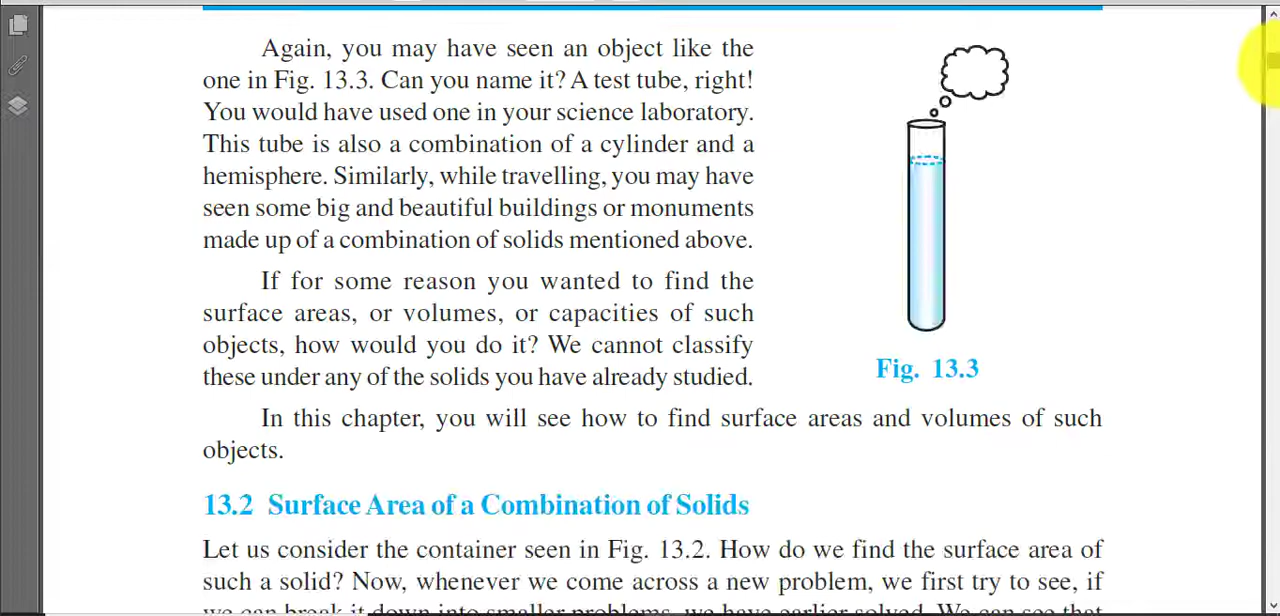 Again, you may have seen an object like the
one in Fig. 13.3. Can you name it? A test tube, right!
You would have used one in your science laboratory.
This tube is also a combination of a cylinder and a
hemisphere. Similarly, while travelling, you may have
seen some big and beautiful buildings or monuments
made up of a combination of solids mentioned above.
If for some reason you wanted to find the
surface areas, or volumes, or capacities of such
objects, how would you do it? We cannot classify
these under any of the solids you have already studied.
Fig. 13.3
In this chapter, you will see how to find surface areas and volumes of such
objects.
13.2 Surface Area of a Combination of Solids
Let us consider the container seen in Fig. 13.2. How do we find the surface area of
such a solid? Now, whenever we come across a new problem, we first try to see, if
we can break it down into smaller problems, we have earlier solved. We can see that